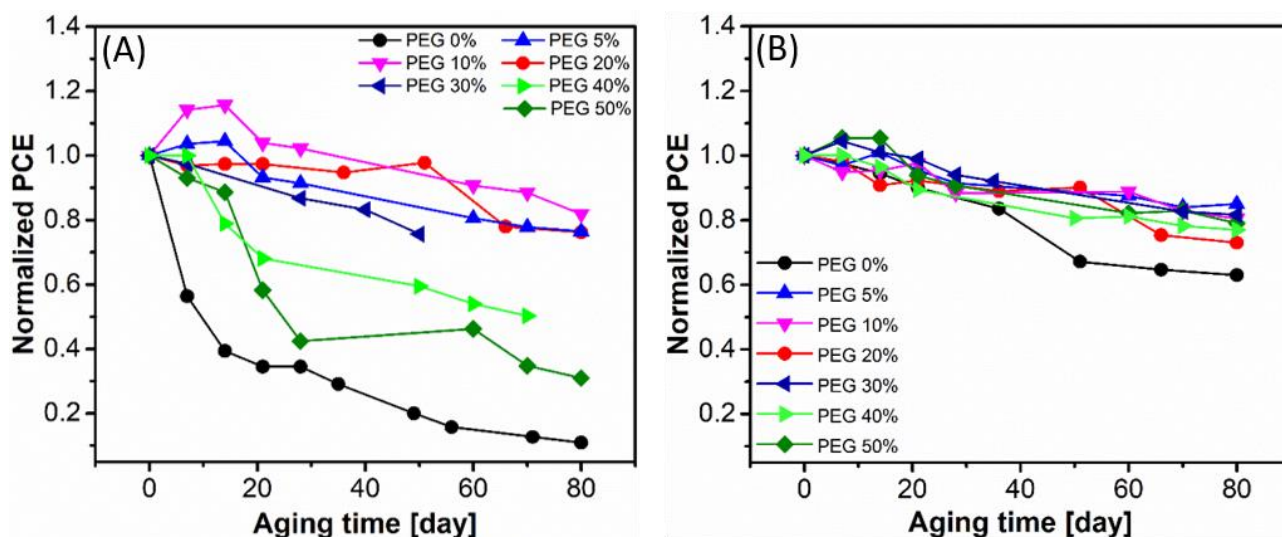 (A)
PEG 0% PEG 5%
PEG 10% PEG 20%
PEG 30% PEG 40%
PEG 50%
1.4
1.2
1.0
0.8
0.6
0.4
0.2
Normalized PCE
0 20 40 60 80
Aging time [day]
(B)
1.4
1.2
1.0
0.8
0.6
0.4
0.2
Normalized PCE
PEG 0%
PEG 5%
PEG 10%
PEG 20%
PEG 30%
PEG 40%
PEG 50%
0 20 40 60 80
Aging time [day]